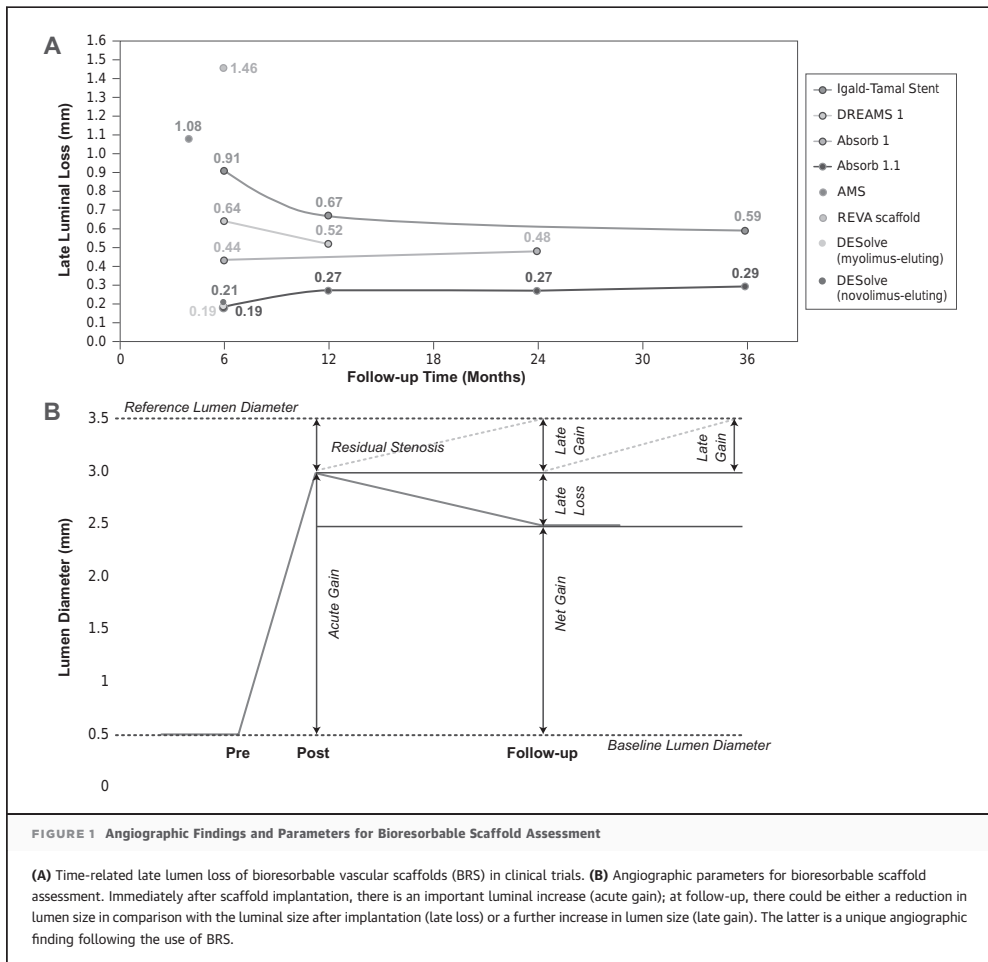 A
1.6
1.5
1.4
1.3
1.2
1.1
1.0
0.9
0.8
0.7
0.6
0.5
0.4
0.3
0.2
0.1
0.0
Late Luminal Loss (mm)
1.46
1.08
0.91
0.67
0.59
0.64
0.52
0.44
0.48
0.21
0.27
0.27
0.29
0.19
0.19
0
6
12
18
24
30
36
Follow-up Time (Months)
Igald-Tamal Stent
DREAMS 1
Absorb 1
Absorb 1.1
AMS
REVA scaffold
DESolve
(myolimus-eluting)
DESolve
(novolimus-eluting)
B
Reference Lumen Diameter
3.5
3.0
2.5
2.0
1.5
1
0.5
0
Lumen Diameter (mm)
Residual Stenosis
Late
Gain
Late
Gain
Late
Loss
Acute Gain
Net Gain
Baseline Lumen Diameter
Pre
Post
Follow-up
FIGURE 1 Angiographic Findings and Parameters for Bioresorbable Scaffold Assessment
(A) Time-related late lumen loss of bioresorbable vascular scaffolds (BRS) in clinical trials. (B) Angiographic parameters for bioresorbable scaffold
assessment. Immediately after scaffold implantation, there is an important luminal increase (acute gain); at follow-up, there could be either a reduction in
lumen size in comparison with the luminal size after implantation (late loss) or a further increase in lumen size (late gain). The latter is a unique angiographic
finding following the use of BRS.